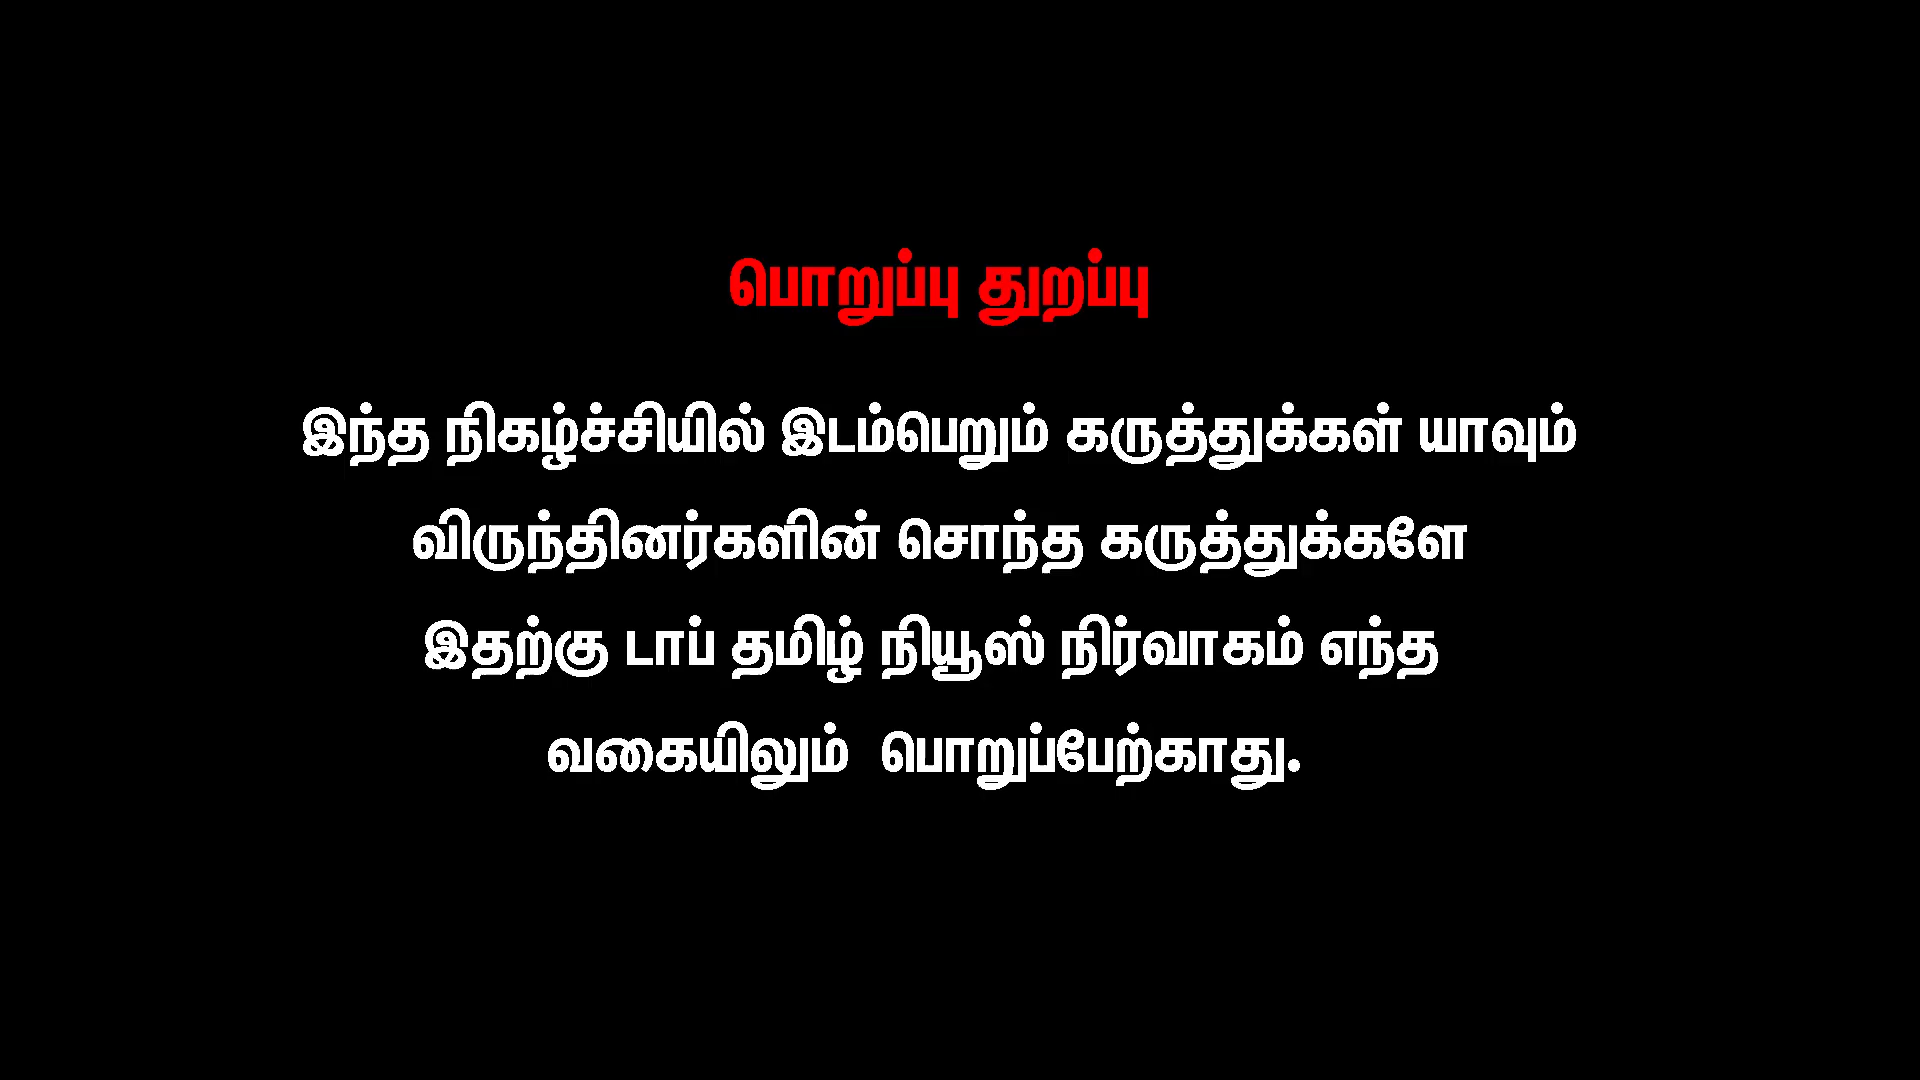 பொறுப்பு துறப்பு
இந்த நிகழ்ச்சியில் இடம்பெறும் கருத்துக்கள் யாவும்
விருந்தினர்களின் சொந்த கருத்துக்களே
இதற்கு டாப் தமிழ் நியூஸ் நிர்வாகம் எந்த
வகையிலும் பொறுப்பேற்காது.